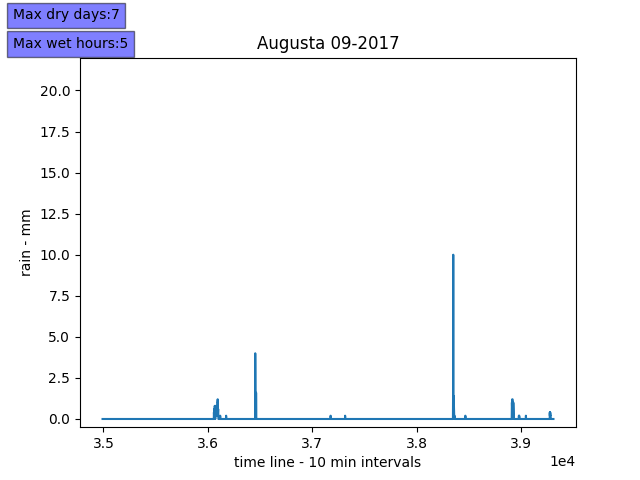 Max dry days:7
Max wet hours:5
Augusta 09-2017
rain - mm
20.0
17.5
15.0
12.5
10.0
7.5
5.0
2.5
0.0
3.5 3.6 3.7 3.8 3.9
1e4
time line - 10 min intervals